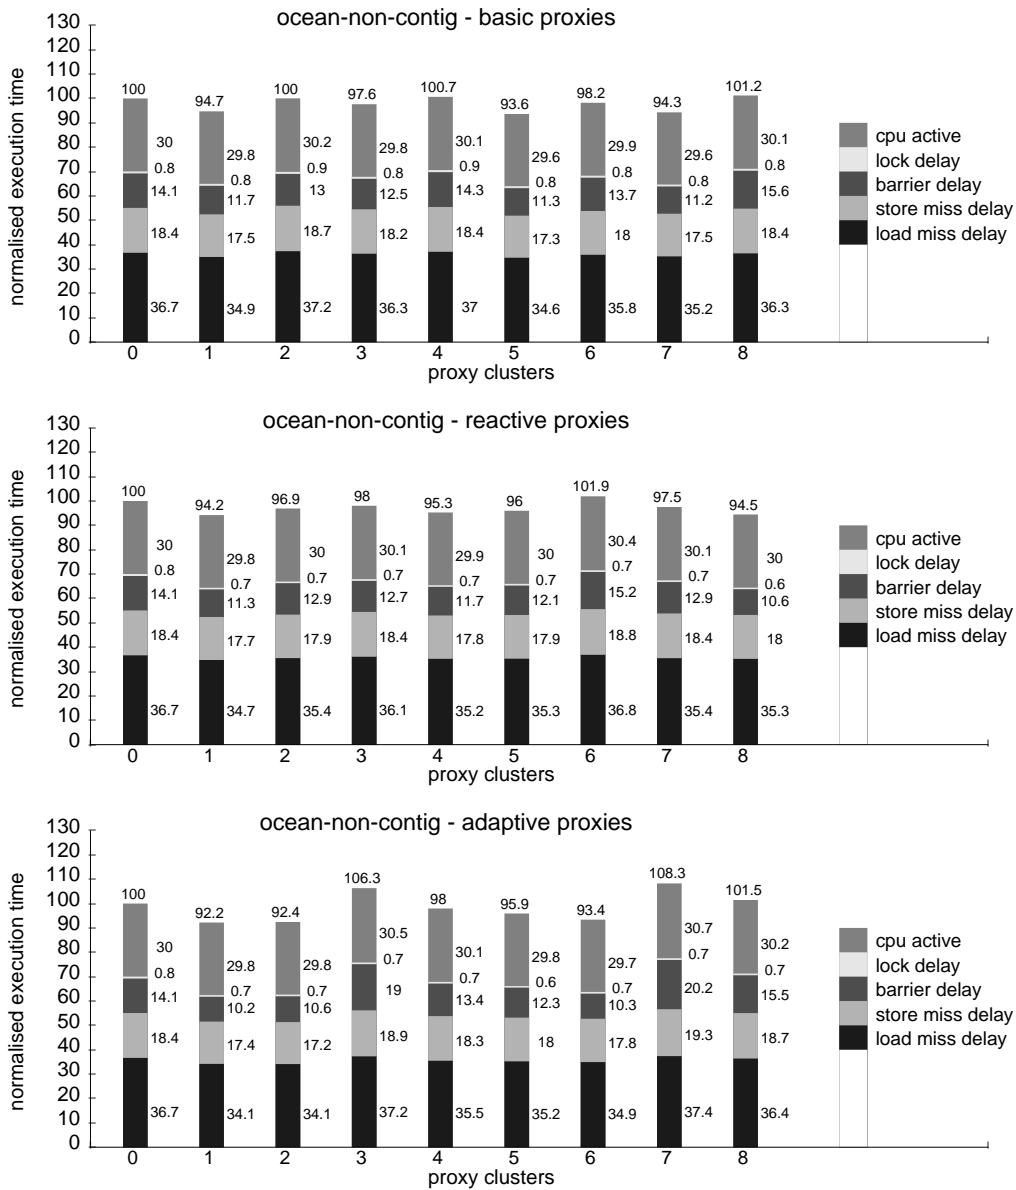 ocean-non-contig - basic proxies
normalised execution time
130
120
110
100
90
80
70
60
50
40
30
20
10
0
100 94.7 100 97.6 100.7 93.6 98.2 94.3 101.2
30 29.8 30.2 29.8 30.1 29.6 29.9 29.6 30.1
0.8 0.8 0.9 0.8 0.9 0.8 0.8 0.8 0.8
14.1 11.7 13 12.5 14.3 11.3 13.7 11.2 15.6
18.4 17.5 18.7 18.2 18.4 17.3 18 17.5 18.4
36.7 34.9 37.2 36.3 37 34.6 35.8 35.2 36.3
0 1 2 3 4 5 6 7 8
proxy clusters
cpu active
lock delay
barrier delay
store miss delay
load miss delay
ocean-non-contig - reactive proxies
normalised execution time
130
120
110
100
90
80
70
60
50
40
30
20
10
0
100 94.2 96.9 98 95.3 96 101.9 97.5 94.5
30 29.8 30 30.1 29.9 30 30.4 30.1 30
0.8 0.7 0.7 0.7 0.7 0.7 0.7 0.7 0.6
14.1 11.3 12.9 12.7 11.7 12.1 15.2 12.9 10.6
18.4 17.7 17.9 18.4 17.8 17.9 18.8 18.4 18
36.7 34.7 35.4 36.1 35.2 35.3 36.8 35.4 35.3
0 1 2 3 4 5 6 7 8
proxy clusters
cpu active
lock delay
barrier delay
store miss delay
load miss delay
ocean-non-contig - adaptive proxies
normalised execution time
130
120
110
100
90
80
70
60
50
40
30
20
10
0
100 92.2 92.4 106.3 98 95.9 93.4 108.3 101.5
30 29.8 29.8 30.5 30.1 29.8 29.7 30.7 30.2
0.8 0.7 0.7 0.7 0.7 0.6 0.7 0.7 0.7
14.1 10.2 10.6 19 13.4 12.3 10.3 20.2 15.5
18.4 17.4 17.2 18.9 18.3 18 17.8 19.3 18.7
36.7 34.1 34.1 37.2 35.5 35.2 34.9 37.4 36.4
0 1 2 3 4 5 6 7 8
proxy clusters
cpu active
lock delay
barrier delay
store miss delay
load miss delay